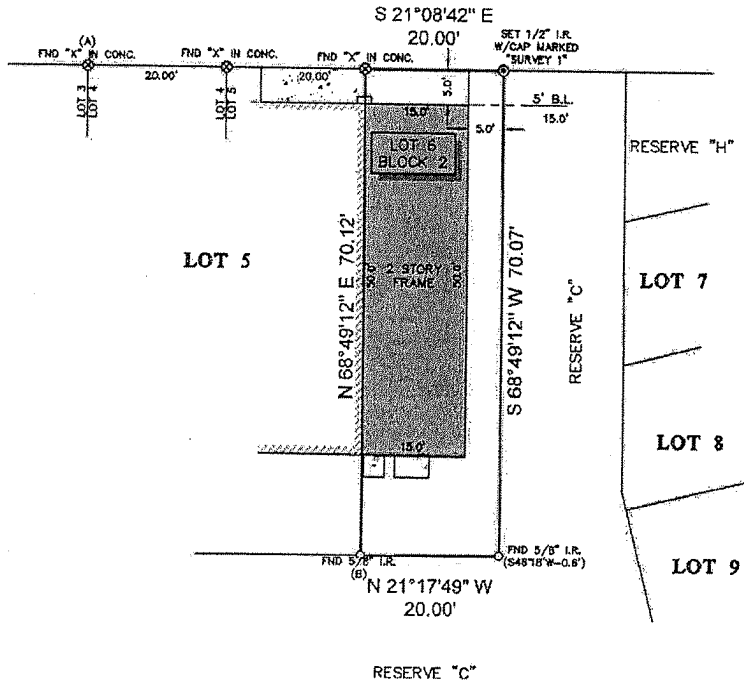 S 21°08'42" E
20.00'
(A)
FND "X" IN CONC.
FND "X" IN CONC.
FND "X" IN CONC.
SET 1/2" I.R.
W/CAP MARKED
"SURVEY 1"
20.00'
20.00'
LOT 3
LOT 4
LOT 4
LOT 5
5.0'
5' B.L.
15.0'
5.0'
15.0'
LOT 6
BLOCK 2
RESERVE "H"
LOT 5
N 68°49'12" E 70.12'
50.0'
2 STORY
FRAME
50.0'
S 68°49'12" W 70.07'
RESERVE "C"
LOT 7
LOT 8
15.0'
FND 5/8" I.R.
(B)
FND 5/8" I.R.
(S48°18'W-0.6')
LOT 9
N 21°17'49" W
20.00'
RESERVE "C"